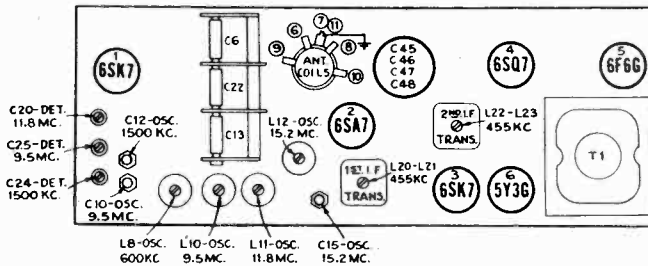 1
6SK7
C6
C22
C13
6
7
11
8
9
10
ANT.
COILS
C45
C46
C47
C48
4
6SQ7
5
6F6G
C20-DET.
11.8 MC.
C25-DET.
9.5 MC.
C24-DET.
1500 KC.
C12-OSC.
1500 KC.
C10-OSC.
9.5 MC.
L12-OSC.
15.2 MC.
2
6SA7
2ND. I.F
TRANS.
L22-L23
455KC
1ST. I.F
TRANS.
L20-L21
455KC
3
6SK7
6
5Y3G
T1
L8-OSC.
600KC
L10-OSC.
9.5MC.
L11-OSC.
11.8MC.
C15-OSC.
15.2 MC.